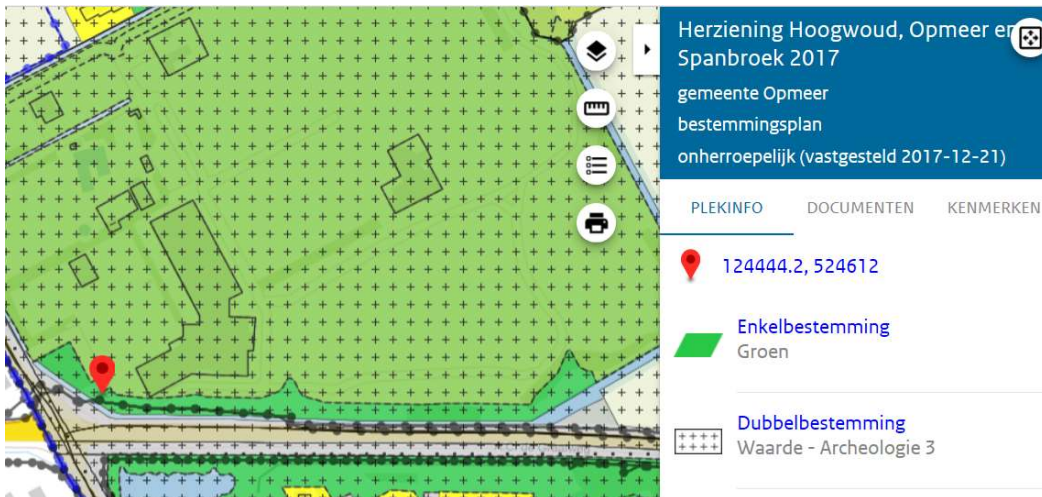 Herziening Hoogwoud, Opmeer en
Spanbroek 2017
gemeente Opmeer
bestemmingsplan
onherroepelijk (vastgesteld 2017-12-21)
PLEKINFO DOCUMENTEN KENMERKEN
124444.2, 524612
Enkelbestemming
Groen
Dubbelbestemming
Waarde - Archeologie 3